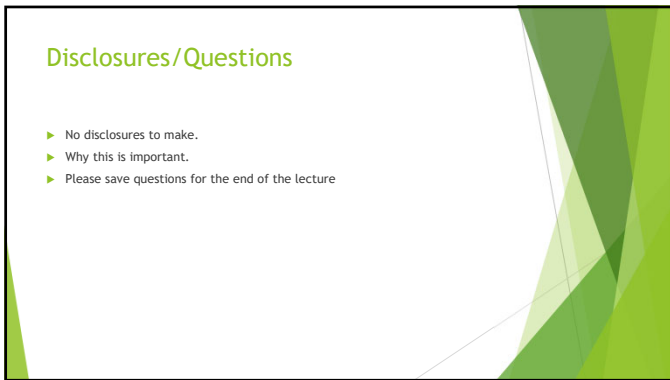 Disclosures/Questions
No disclosures to make.
Why this is important.
Please save questions for the end of the lecture